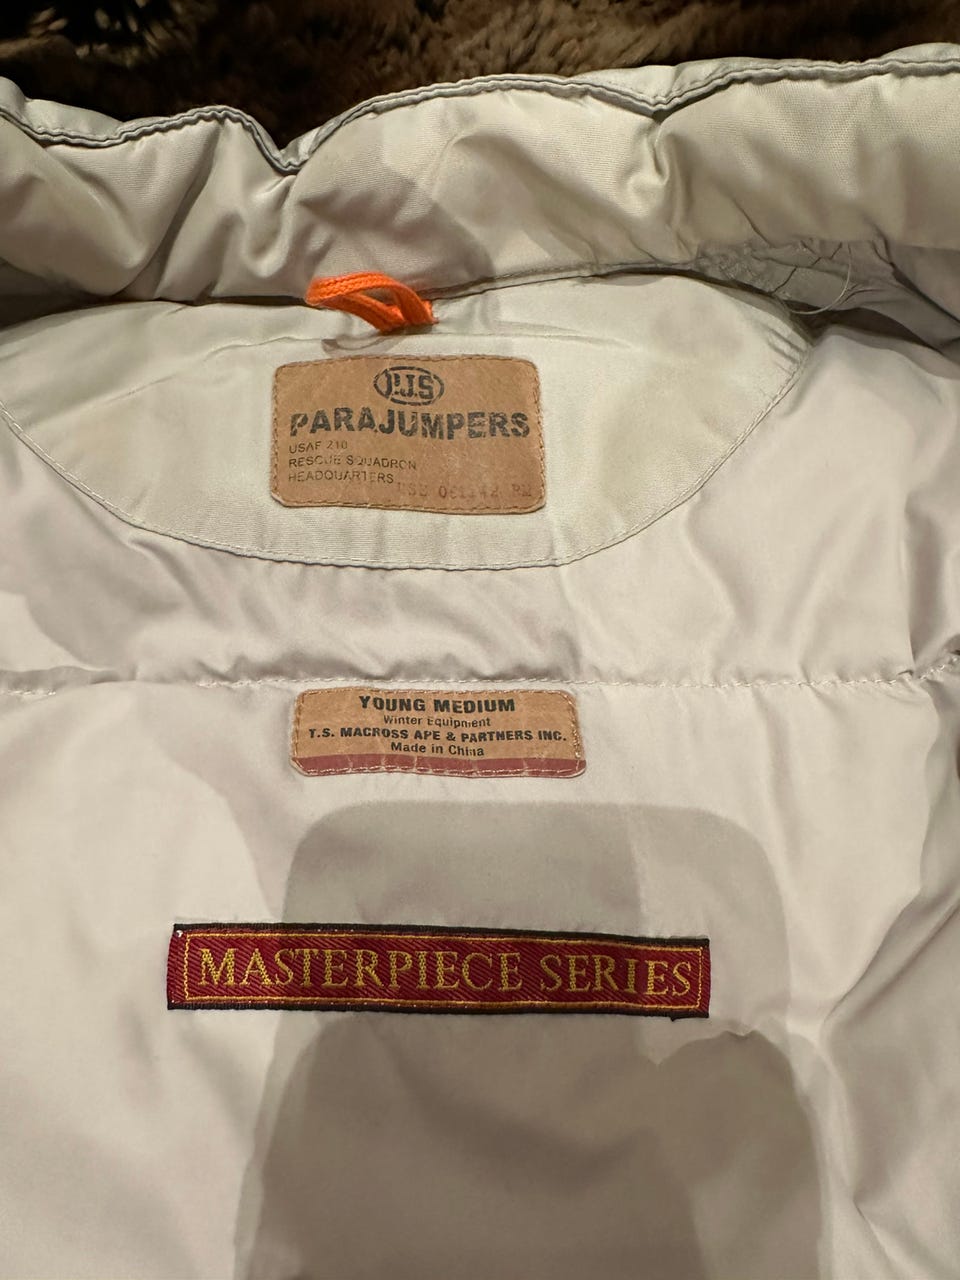 PJS
PARAJUMPERS
USAF 210
RESCUE SQUADRON
HEADQUARTERS
YOUNG MEDIUM
Winter Equipment
T.S. MACROSS APE & PARTNERS INC.
Made in China
MASTERPIECE SERIES